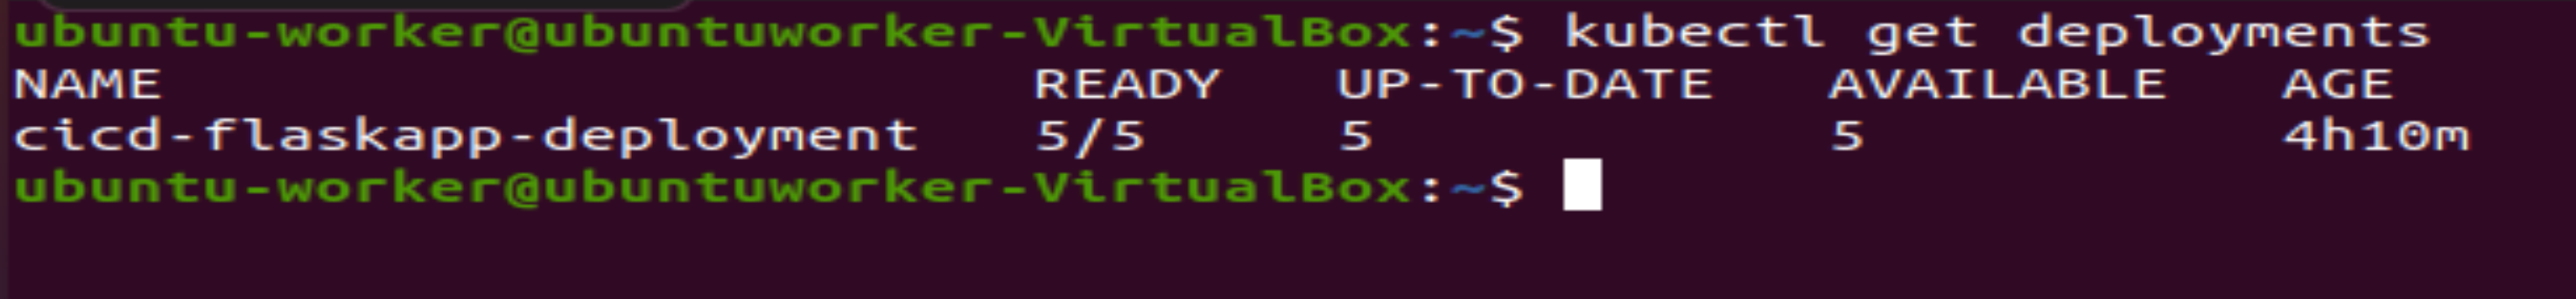 ubuntu-worker@ubuntuworker-VirtualBox:~$ kubectl get deployments
NAME READY UP-TO-DATE AVAILABLE AGE
cicd-flaskapp-deployment 5/5 5 5 4h10m
ubuntu-worker@ubuntuworker-VirtualBox:~$